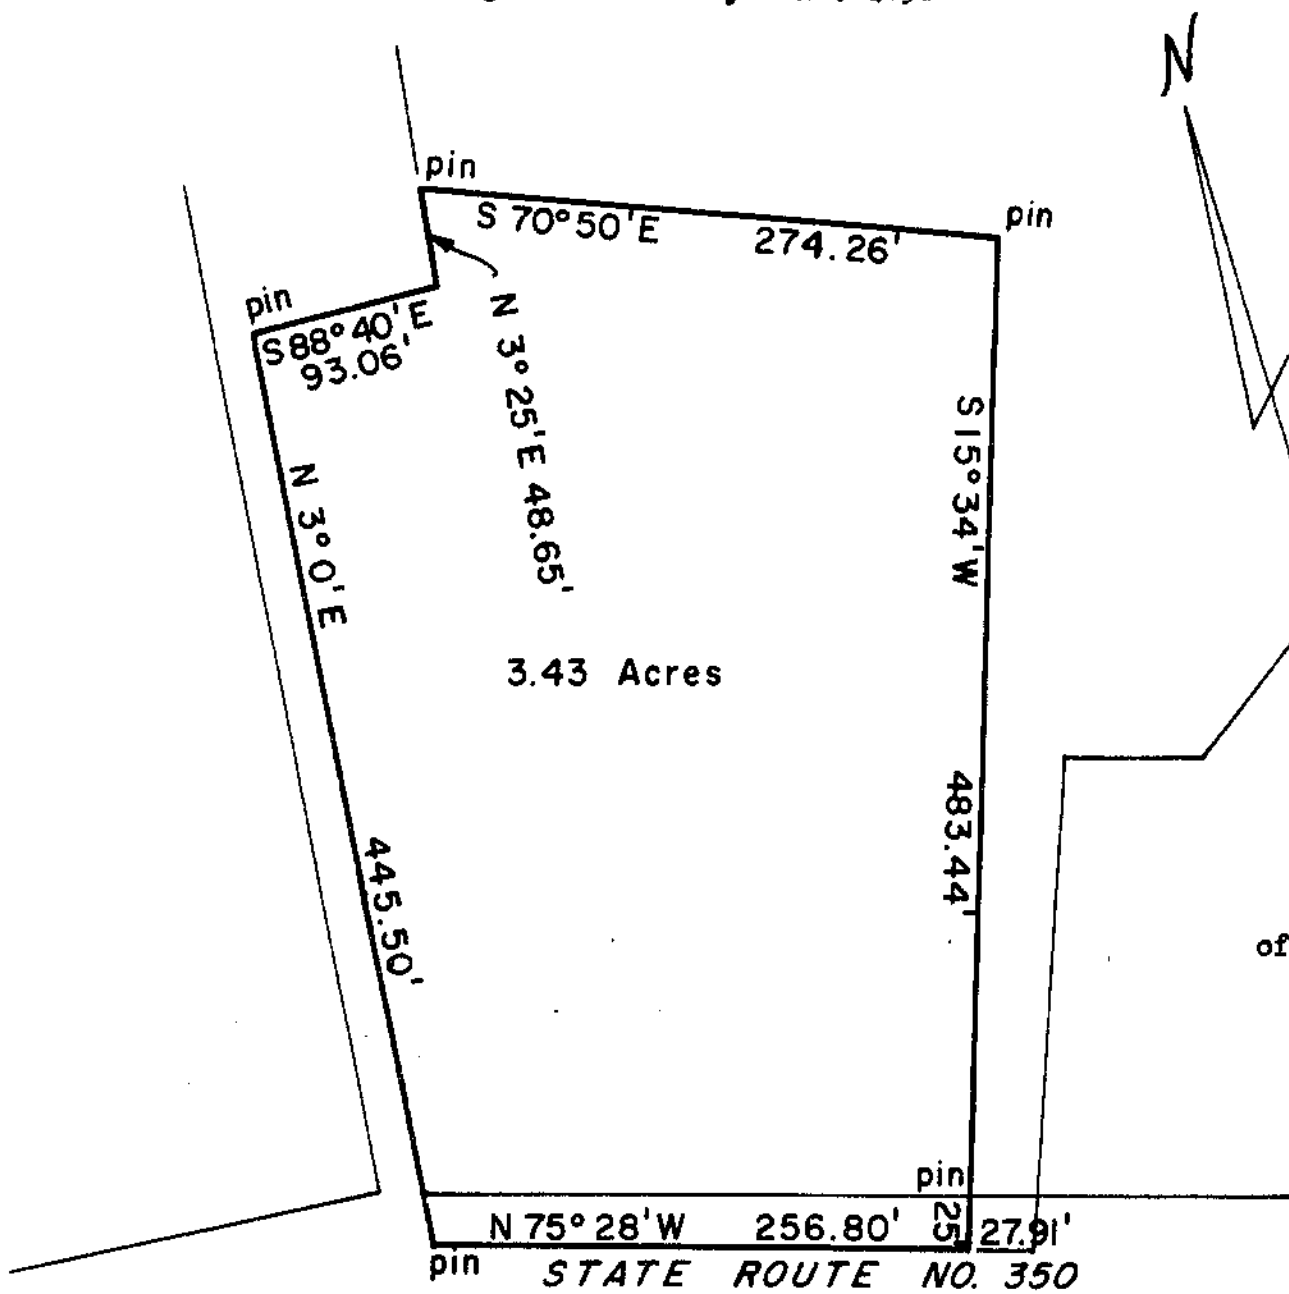 N
pin
S 70°50'E 274.26'
pin
pin
S 88°40'E
93.06'
N 3°25'E 48.65'
N 3°0'E 445.50'
S 15°34'W 483.44'
3.43 Acres
of
pin
N 75°28'W 256.80' 25' 27.91'
pin
STATE ROUTE NO. 350